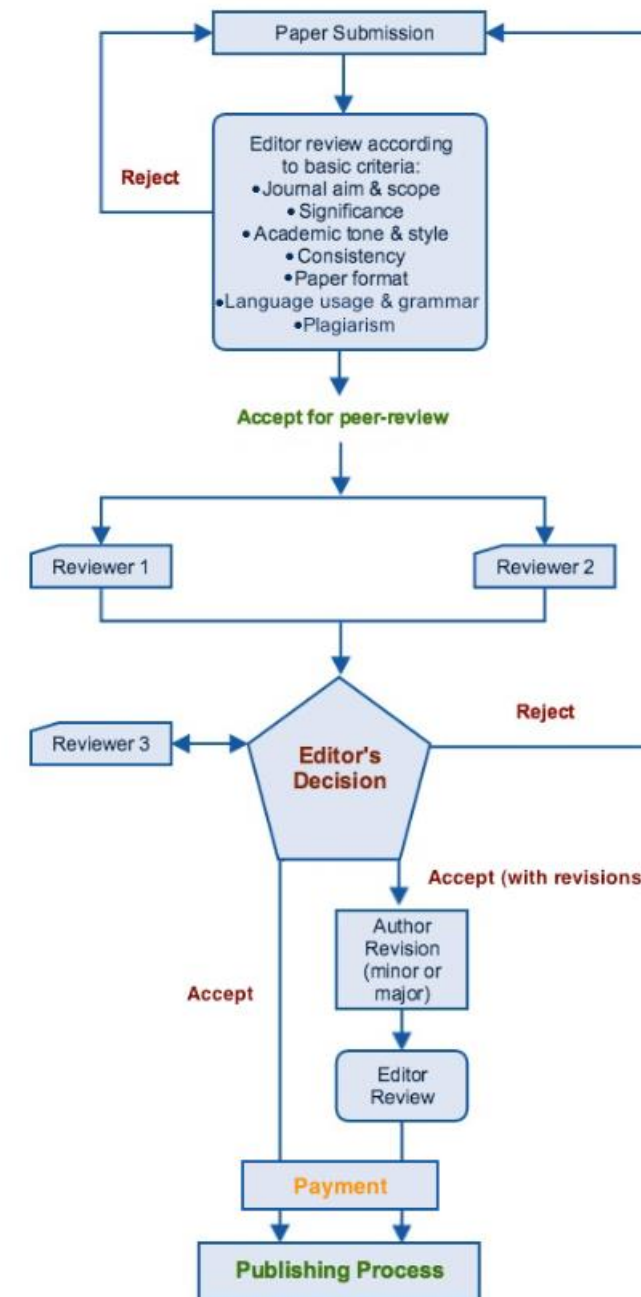 Paper Submission
Editor review according
to basic criteria:
•Journal aim & scope
•Significance
•Academic tone & style
•Consistency
•Paper format
•Language usage & grammar
•Plagiarism
Reject
Accept for peer-review
Reviewer 1
Reviewer 2
Reviewer 3
Editor's
Decision
Reject
Accept (with revisions
Author
Revision
(minor or
major)
Accept
Editor
Review
Payment
Publishing Process